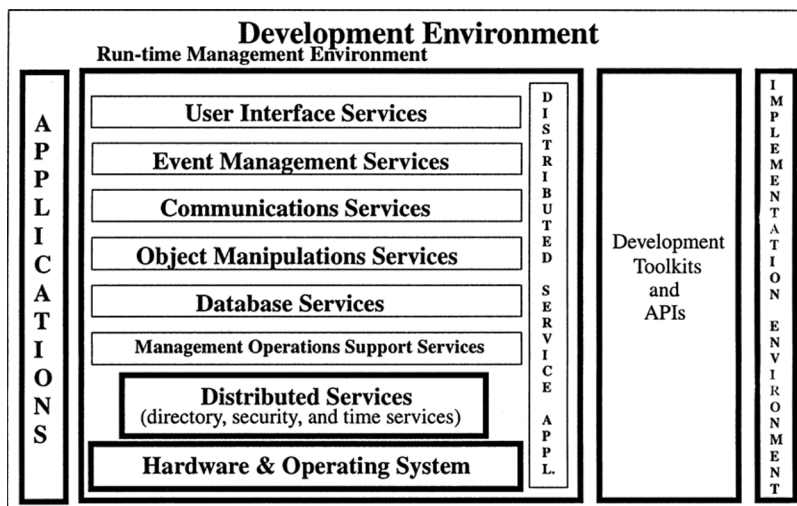 Development Environment
Run-time Management Environment
APPLICATIONS
User Interface Services
Event Management Services
Communications Services
Object Manipulations Services
Database Services
Management Operations Support Services
Distributed Services
(directory, security, and time services)
Hardware & Operating System
DISTRIBUTED SERVICE APPL.
Development
Toolkits
and
APIs
IMPLEMENTATION ENVIRONMENT